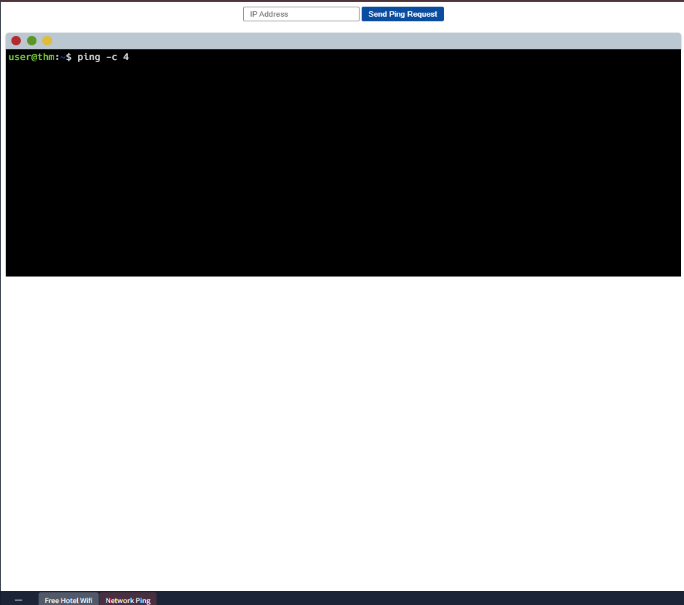 IP Address Send Ping Request
user@thm:~$ ping -c 4
Free Hotel Wifi Network Ping